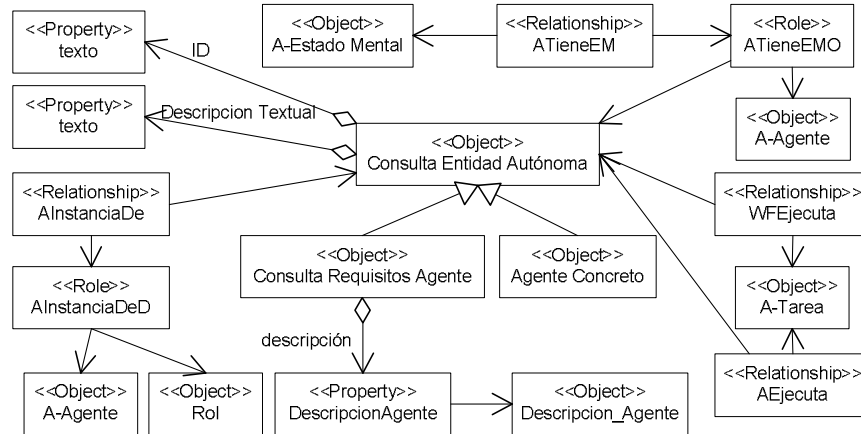 <<Property>>
texto
ID
<<Object>>
A-Estado Mental
<<Relationship>>
ATieneEM
<<Role>>
ATieneEMO
<<Property>>
texto
Descripcion Textual
<<Object>>
Consulta Entidad Autónoma
<<Object>>
A-Agente
<<Relationship>>
AInstanciaDe
<<Relationship>>
WFEjecuta
<<Object>>
Consulta Requisitos Agente
<<Object>>
Agente Concreto
<<Role>>
AInstanciaDeD
<<Object>>
A-Tarea
descripción
<<Object>>
A-Agente
<<Object>>
Rol
<<Property>>
DescripcionAgente
<<Object>>
Descripcion_Agente
<<Relationship>>
AEjecuta